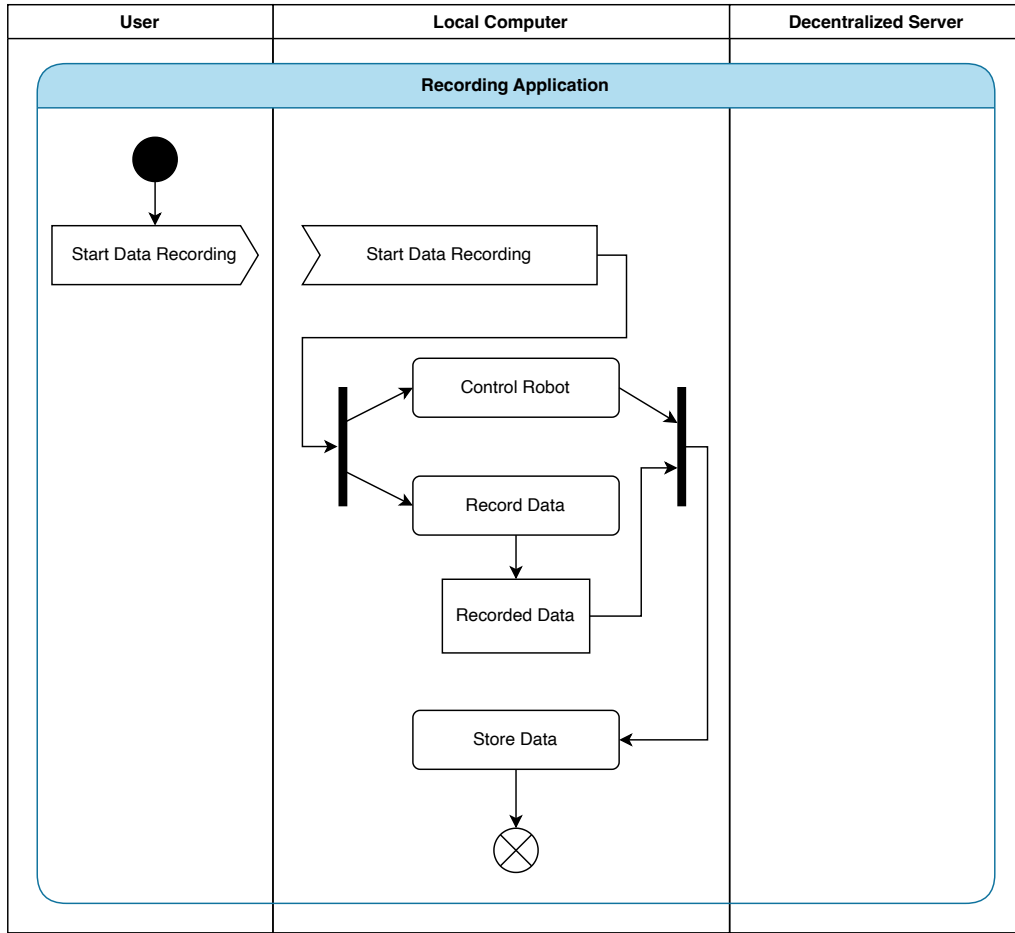 User
Local Computer
Decentralized Server
Recording Application
Start Data Recording
Start Data Recording
Control Robot
Record Data
Recorded Data
Store Data